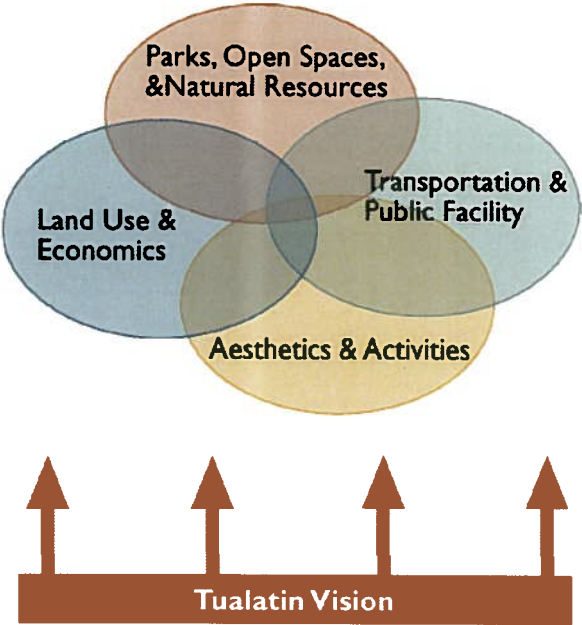 Parks, Open Spaces,
&Natural Resources
Transportation &
Public Facility
Land Use &
Economics
Aesthetics & Activities
Tualatin Vision